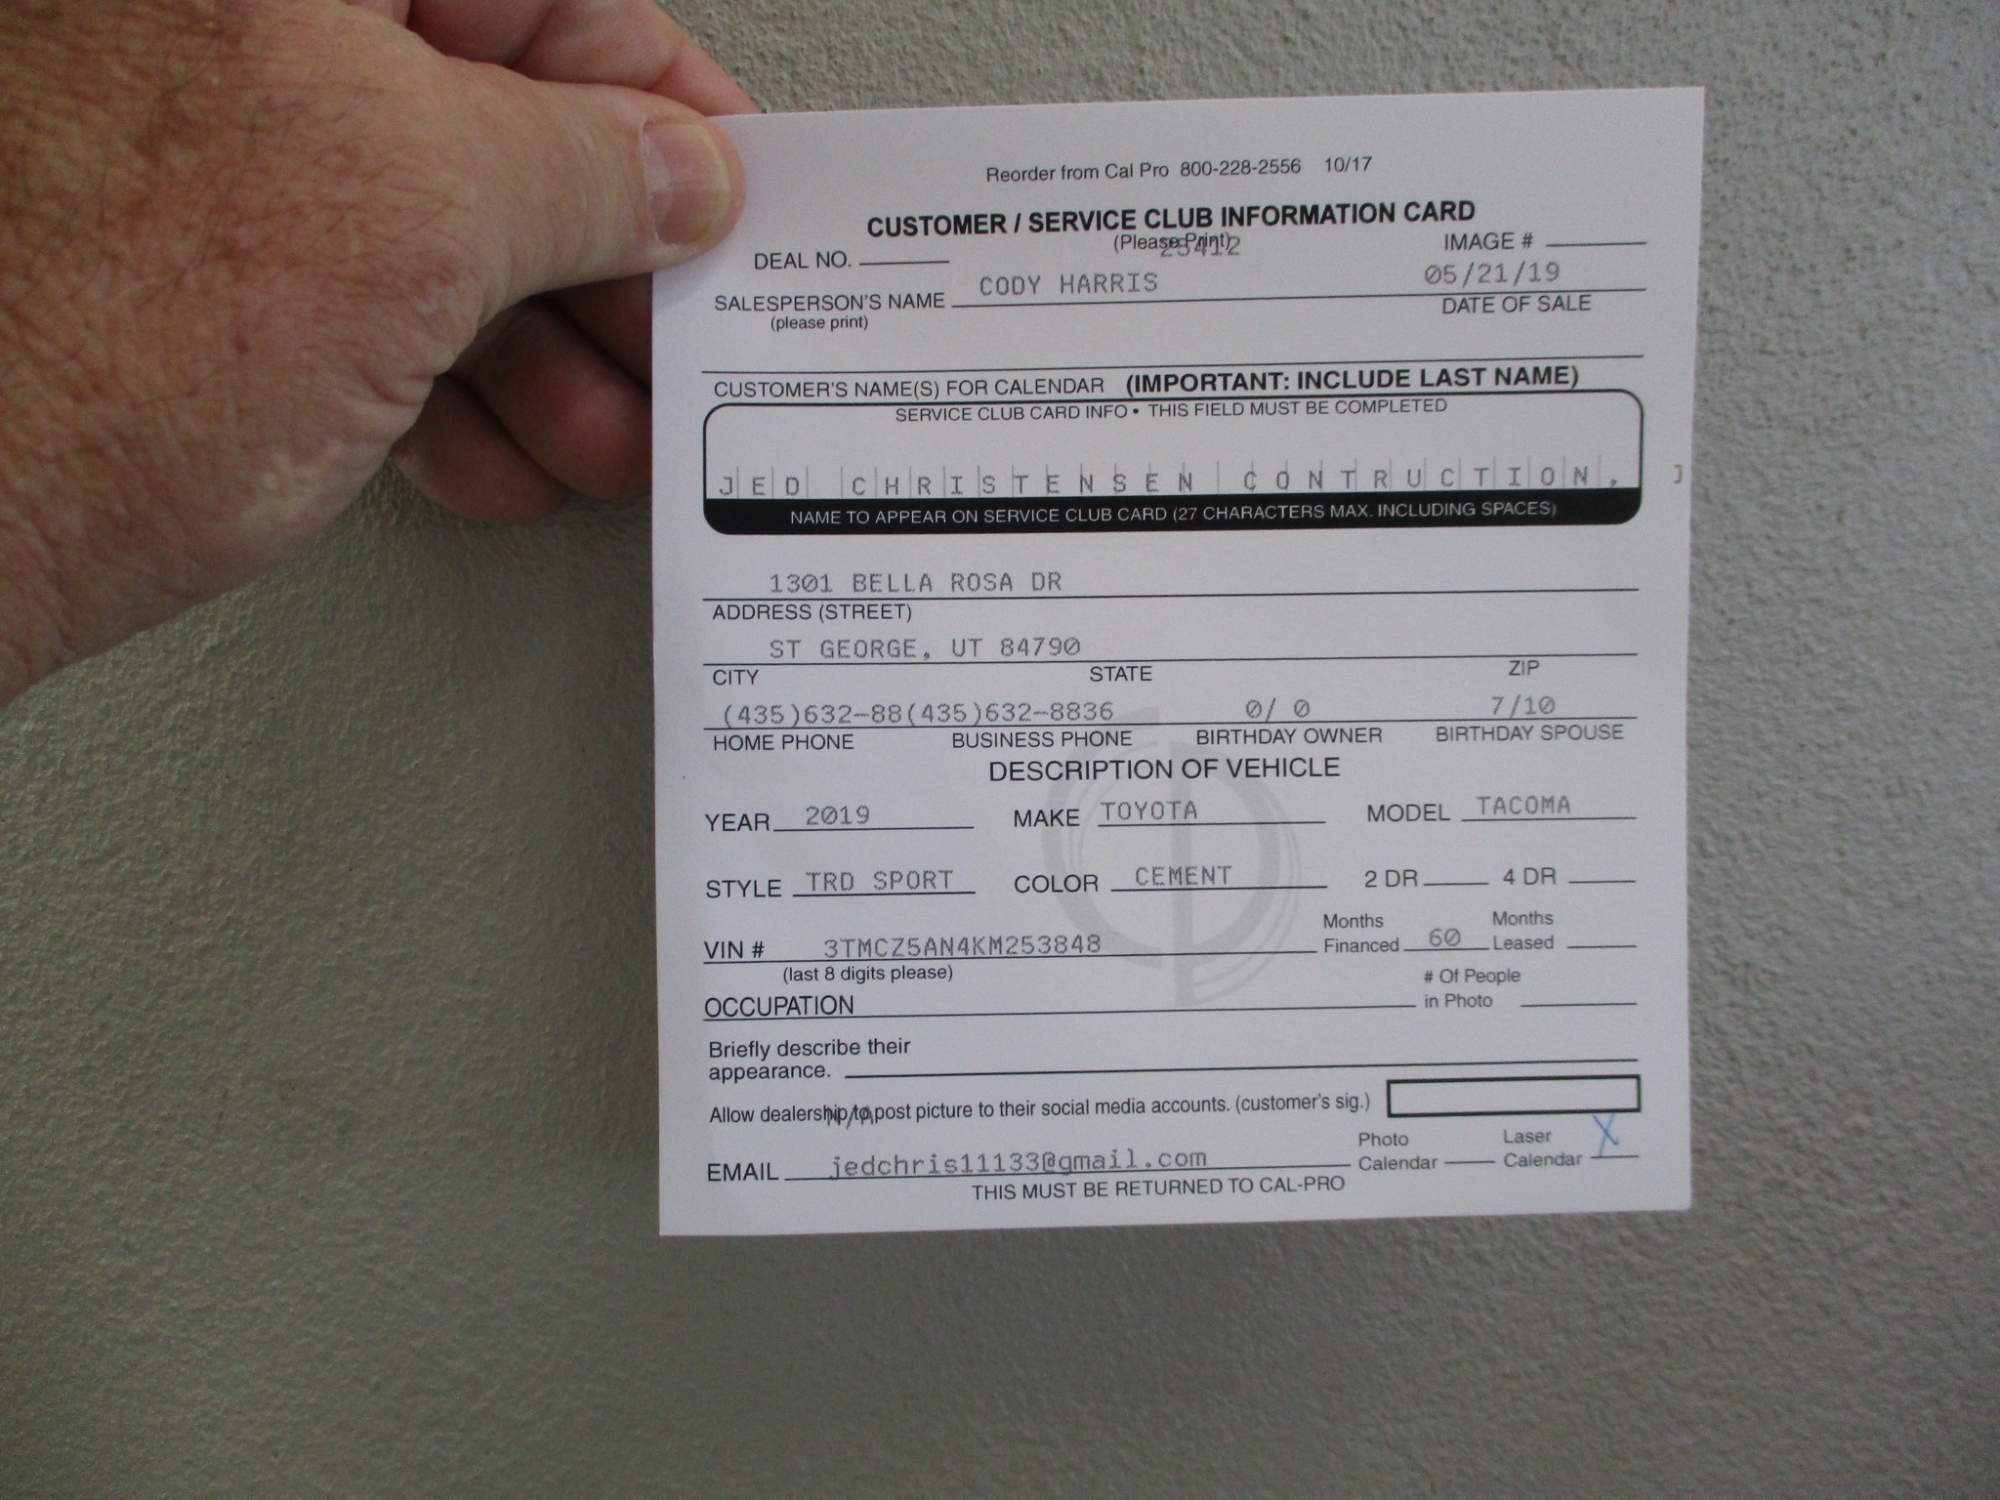 Reorder from Cal Pro 800-228-2556 10/17
CUSTOMER / SERVICE CLUB INFORMATION CARD
(Please Print) 25412
DEAL NO. IMAGE #
SALESPERSON'S NAME CODY HARRIS 05/21/19
(please print) DATE OF SALE
CUSTOMER'S NAME(S) FOR CALENDAR (IMPORTANT: INCLUDE LAST NAME)
SERVICE CLUB CARD INFO • THIS FIELD MUST BE COMPLETED
JED CHRISTENSEN CONTRUCTION, J
NAME TO APPEAR ON SERVICE CLUB CARD (27 CHARACTERS MAX. INCLUDING SPACES)
1301 BELLA ROSA DR
ADDRESS (STREET)
ST GEORGE, UT 84790
CITY STATE ZIP
(435)632-88(435)632-8836 0/ 0 7/10
HOME PHONE BUSINESS PHONE BIRTHDAY OWNER BIRTHDAY SPOUSE
DESCRIPTION OF VEHICLE
YEAR 2019 MAKE TOYOTA MODEL TACOMA
STYLE TRD SPORT COLOR CEMENT 2 DR 4 DR
Months Months
VIN # 3TMCZ5AN4KM253848 Financed 60 Leased
(last 8 digits please) # Of People
OCCUPATION in Photo
Briefly describe their
appearance.
Allow dealership to post picture to their social media accounts. (customer's sig.)
N/A
Photo Laser X
EMAIL jedchris11133@gmail.com Calendar Calendar
THIS MUST BE RETURNED TO CAL-PRO